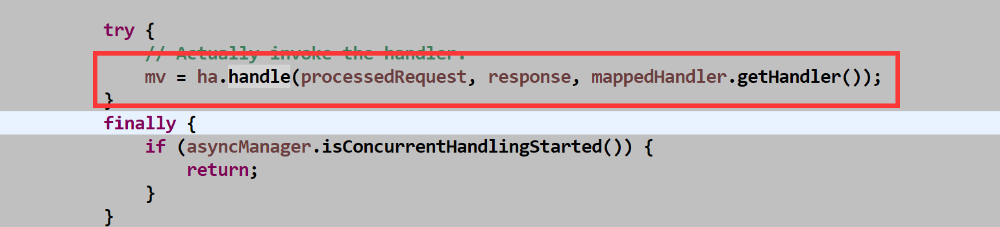 try {
// Actually invoke the handler.
mv = ha.handle(processedRequest, response, mappedHandler.getHandler());
}
finally {
if (asyncManager.isConcurrentHandlingStarted()) {
return;
}
}